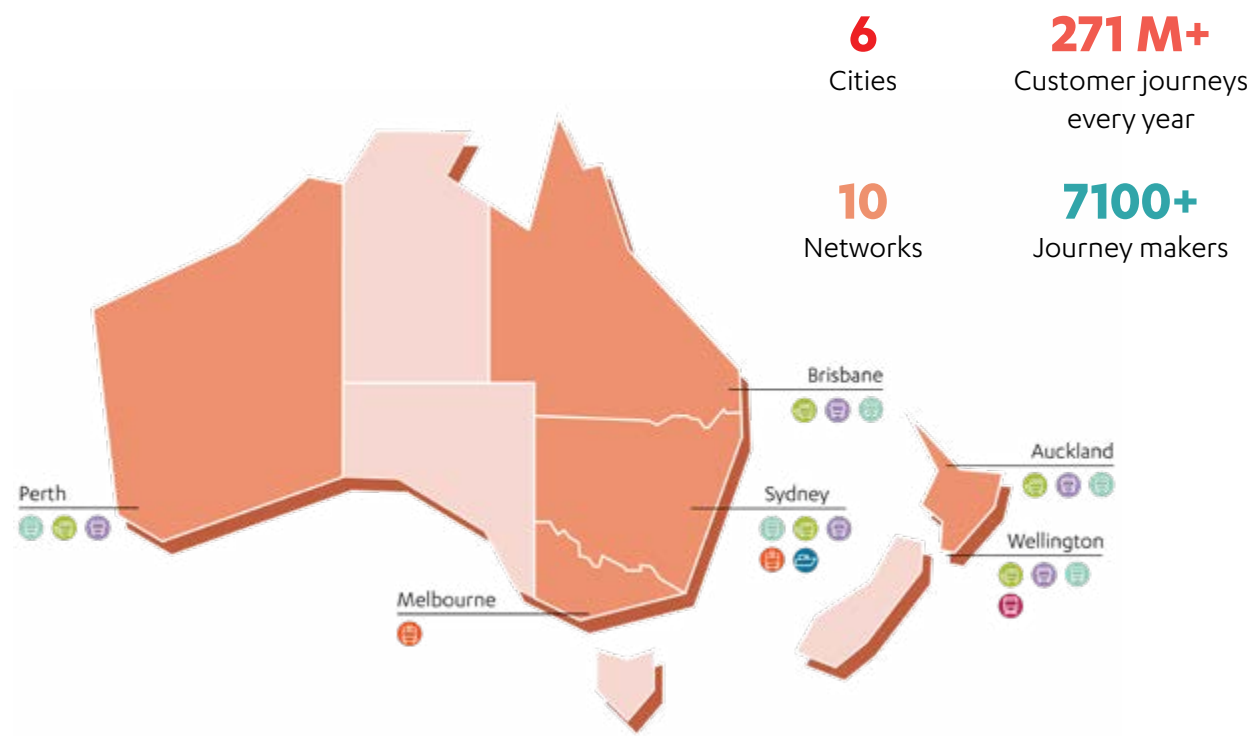 6
Cities
271 M+
Customer journeys
every year
10
Networks
7100+
Journey makers
Brisbane
Auckland
Perth
Sydney
Wellington
Melbourne